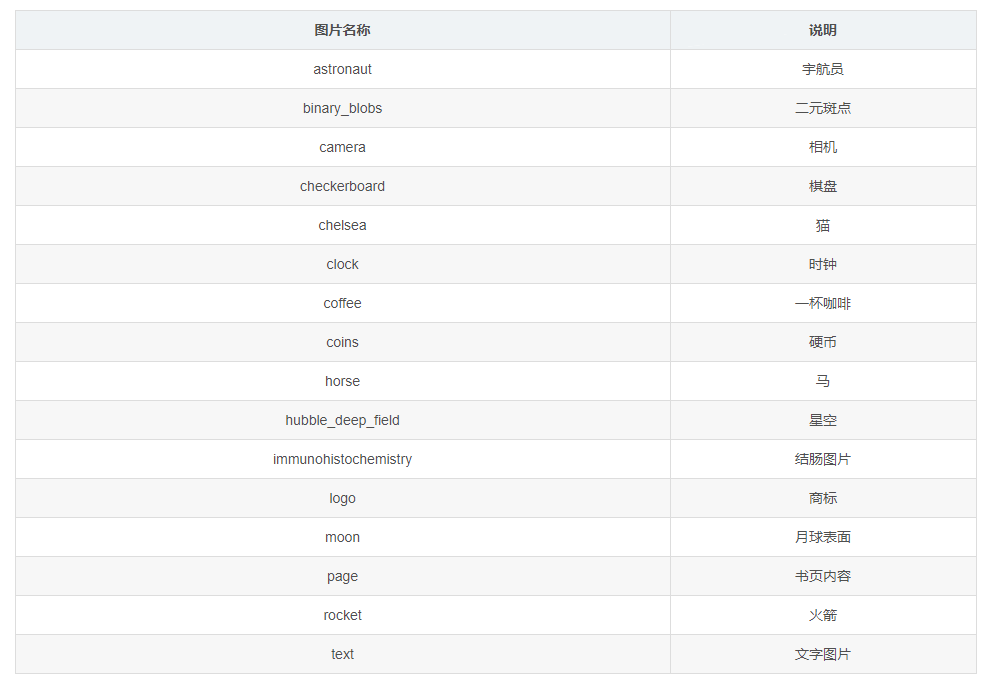 图片名称 说明
astronaut 宇航员
binary_blobs 二元斑点
camera 相机
checkerboard 棋盘
chelsea 猫
clock 时钟
coffee 一杯咖啡
coins 硬币
horse 马
hubble_deep_field 星空
immunohistochemistry 结肠图片
logo 商标
moon 月球表面
page 书页内容
rocket 火箭
text 文字图片